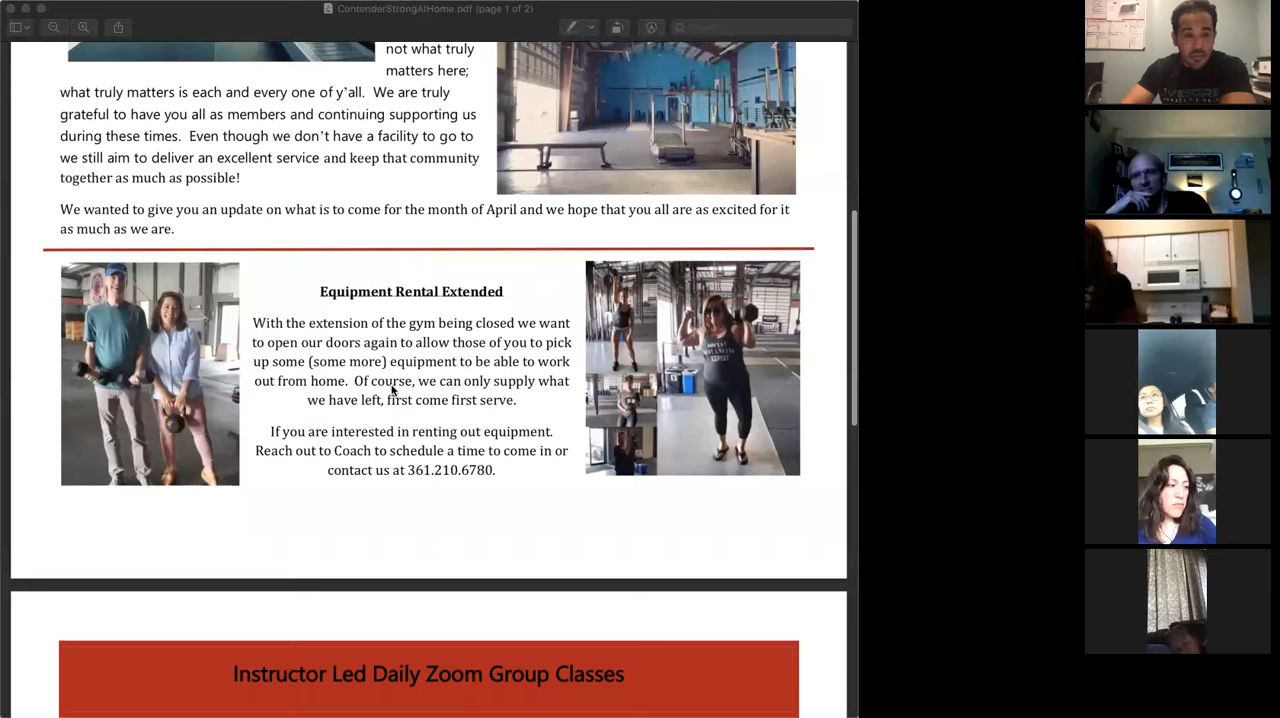 ContenderStrongAtHome.pdf (page 1 of 2)
Search
not what truly
matters here;
what truly matters is each and every one of y'all. We are truly
grateful to have you all as members and continuing supporting us
during these times. Even though we don't have a facility to go to
we still aim to deliver an excellent service and keep that community
together as much as possible!
We wanted to give you an update on what is to come for the month of April and we hope that you all are as excited for it
as much as we are.
Equipment Rental Extended
With the extension of the gym being closed we want
to open our doors again to allow those of you to pick
up some (some more) equipment to be able to work
out from home. Of course, we can only supply what
we have left, first come first serve.
If you are interested in renting out equipment.
Reach out to Coach to schedule a time to come in or
contact us at 361.210.6780.
Instructor Led Daily Zoom Group Classes